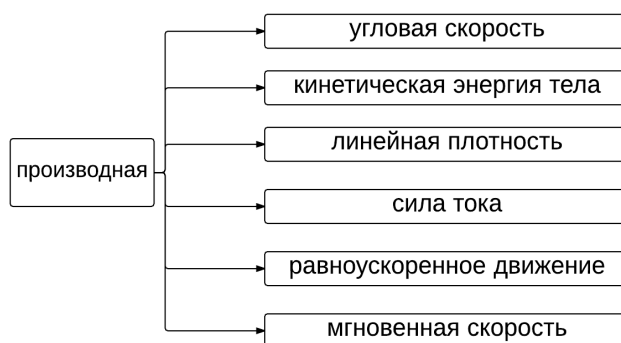 угловая скорость
кинетическая энергия тела
линейная плотность
производная
сила тока
равноускоренное движение
мгновенная скорость